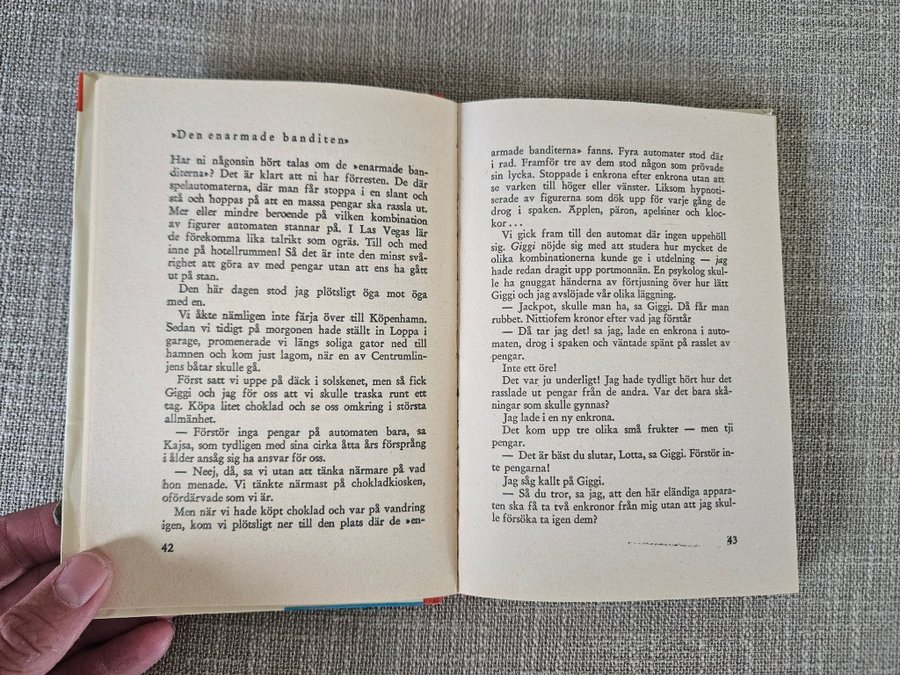 »Den enarmade banditen»
Har ni någonsin hört talas om de »enarmade ban-
diterna»? Det är klart att ni har förresten. De där
spelautomaterna, där man får stoppa i en slant och
stå och hoppas på att en massa pengar ska rassla ut.
Mer eller mindre beroende på vilken kombination
av figurer automaten stannar på. I Las Vegas lär
de förekomma lika talrikt som ogräs. Till och med
inne på hotellrummen! Så det är inte den minst svå-
righet att göra av med pengar utan att ens ha gått
ut på stan.
Den här dagen stod jag plötsligt öga mot öga
med en.
Vi åkte nämligen inte färja över till Köpenhamn.
Sedan vi tidigt på morgonen hade ställt in Loppa i
garage, promenerade vi längs soliga gator ned till
hamnen och kom just lagom, när en av Centrumlin-
jens båtar skulle gå.
Först satt vi uppe på däck i solskenet, men så fick
Giggi och jag för oss att vi skulle traska runt ett
tag. Köpa litet choklad och se oss omkring i största
allmänhet.
— Förstör inga pengar på automaten bara, sa
Kajsa, som tydligen med sina cirka åtta års försprång
i ålder ansåg sig ha ansvar för oss.
— Neej, då, sa vi utan att tänka närmare på vad
hon menade. Vi tänkte närmast på chokladkiosken,
ofördärvade som vi är.
Men när vi hade köpt choklad och var på vandring
igen, kom vi plötsligt ner till den plats där de »en-
42
armade banditerna» fanns. Fyra automater stod där
i rad. Framför tre av dem stod någon som prövade
sin lycka. Stoppade i enkrona efter enkrona utan att
se varken till höger eller vänster. Liksom hypnoti-
serade av figurerna som dök upp för varje gång de
drog i spaken. Äpplen, päron, apelsiner och kloc-
kor . . .
Vi gick fram till den automat där ingen uppehöll
sig. Giggi nöjde sig med att studera hur mycket de
olika kombinationerna kunde ge i utdelning — jag
hade redan dragit upp portmonnän. En psykolog skul-
le ha gnuggat händerna av förtjusning över hur lätt
Giggi och jag avslöjade vår olika läggning.
— Jackpot, skulle man ha, sa Giggi. Då får man
rubbet. Nittiofem kronor efter vad jag förstår
— Då tar jag det! sa jag, lade en enkrona i auto-
maten, drog i spaken och väntade spänt på rasslet av
pengar.
Inte ett öre!
Det var ju underligt! Jag hade tydligt hört hur det
rasslade ut pengar från de andra. Var det bara skå-
ningar som skulle gynnas?
Jag lade i en ny enkrona.
Det kom upp tre olika små frukter — men tji
pengar.
— Det är bäst du slutar, Lotta, sa Giggi. Förstör in-
te pengarna!
Jag såg kallt på Giggi.
— Så du tror, sa jag, att den här eländiga appara-
ten ska få ta två enkronor från mig utan att jag skul-
le försöka ta igen dem?
43